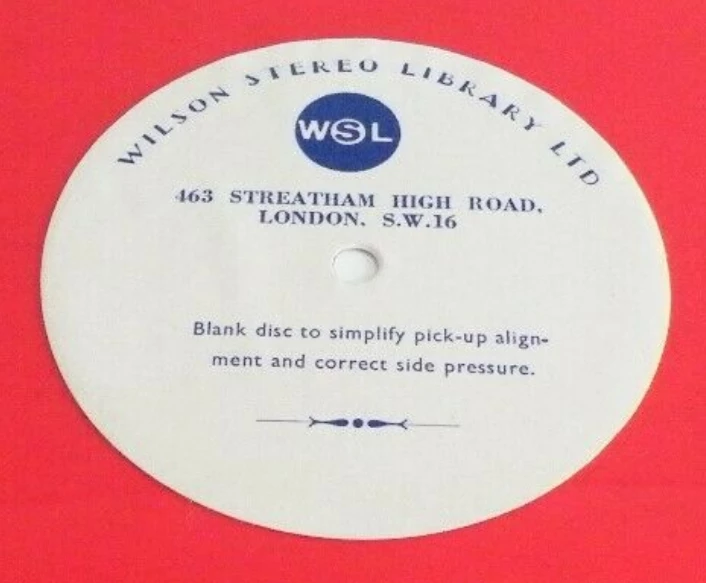 WILSON STEREO LIBRARY LTD
WSL
463 STREATHAM HIGH ROAD,
LONDON. S.W.16
Blank disc to simplify pick-up align-
ment and correct side pressure.